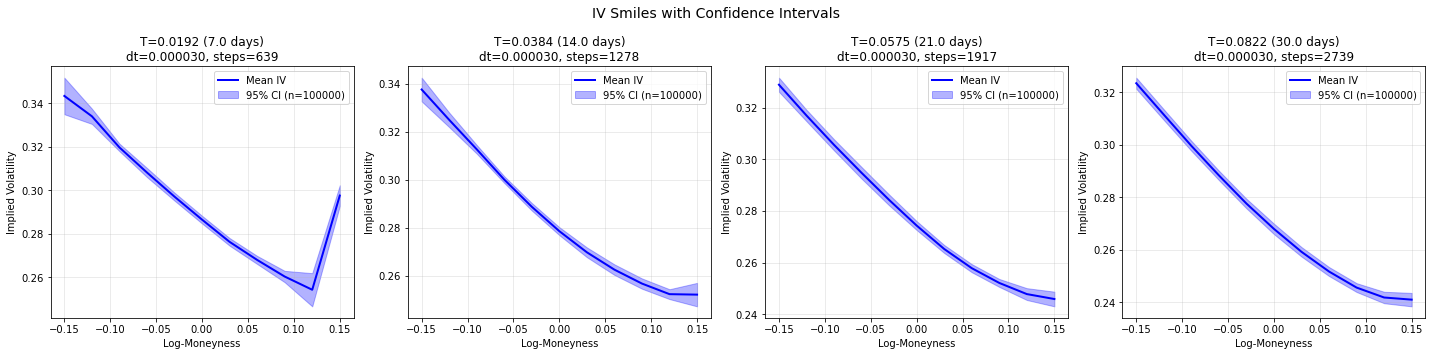 IV Smiles with Confidence Intervals
T=0.0192 (7.0 days)
dt=0.000030, steps=639
Mean IV
95% CI (n=100000)
0.34
0.32
0.30
0.28
0.26
Implied Volatility
−0.15
−0.10
−0.05
0.00
0.05
0.10
0.15
Log-Moneyness
T=0.0384 (14.0 days)
dt=0.000030, steps=1278
Mean IV
95% CI (n=100000)
0.34
0.32
0.30
0.28
0.26
Implied Volatility
−0.15
−0.10
−0.05
0.00
0.05
0.10
0.15
Log-Moneyness
T=0.0575 (21.0 days)
dt=0.000030, steps=1917
Mean IV
95% CI (n=100000)
0.32
0.30
0.28
0.26
0.24
Implied Volatility
−0.15
−0.10
−0.05
0.00
0.05
0.10
0.15
Log-Moneyness
T=0.0822 (30.0 days)
dt=0.000030, steps=2739
Mean IV
95% CI (n=100000)
0.32
0.30
0.28
0.26
0.24
Implied Volatility
−0.15
−0.10
−0.05
0.00
0.05
0.10
0.15
Log-Moneyness